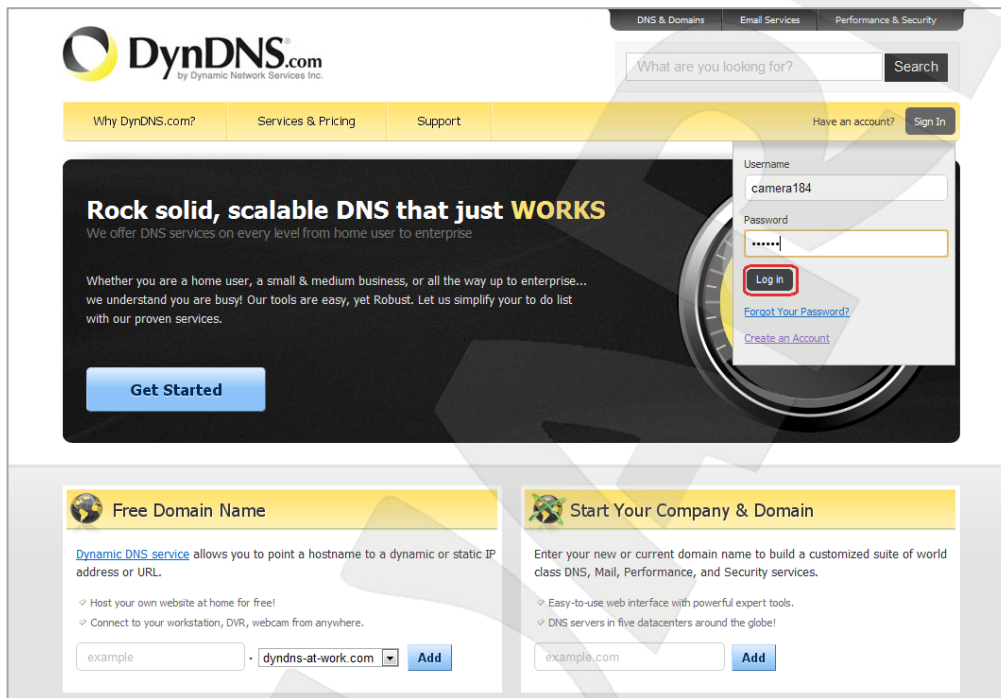 DNS & Domains Email Services Performance & Security
DynDNS.com
by Dynamic Network Services Inc.
What are you looking for? Search
Why DynDNS.com? Services & Pricing Support Have an account? Sign In
Username
camera184
Password
••••••
Log in
Forgot Your Password?
Create an Account
Rock solid, scalable DNS that just WORKS
We offer DNS services on every level from home user to enterprise
Whether you are a home user, a small & medium business, or all the way up to enterprise...
we understand you are busy! Our tools are easy, yet Robust. Let us simplify your to do list
with our proven services.
Get Started
Free Domain Name
Dynamic DNS service allows you to point a hostname to a dynamic or static IP
address or URL.
Host your own website at home for free!
Connect to your workstation, DVR, webcam from anywhere.
example . dyndns-at-work.com Add
Start Your Company & Domain
Enter your new or current domain name to build a customized suite of world
class DNS, Mail, Performance, and Security services.
Easy-to-use web interface with powerful expert tools.
DNS servers in five datacenters around the globe!
example.com Add